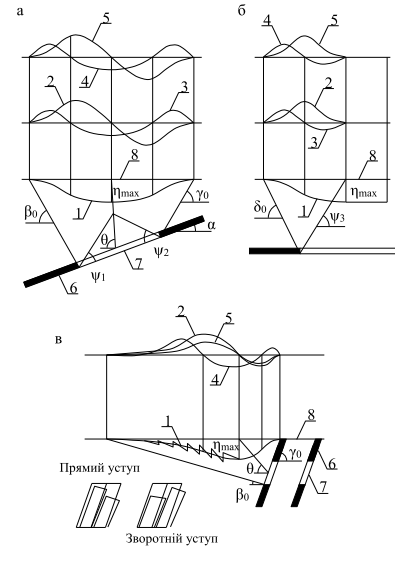 а
б
5
4
5
4
2
3
2
3
8
8
ηmax
ηmax
β0
1
γ0
δ0
1
ψ3
α
θ
ψ2
ψ1
7
6
в
2
5
4
1
8
ηmax
γ0
6
Прямий уступ
θ
7
β0
Зворотній уступ